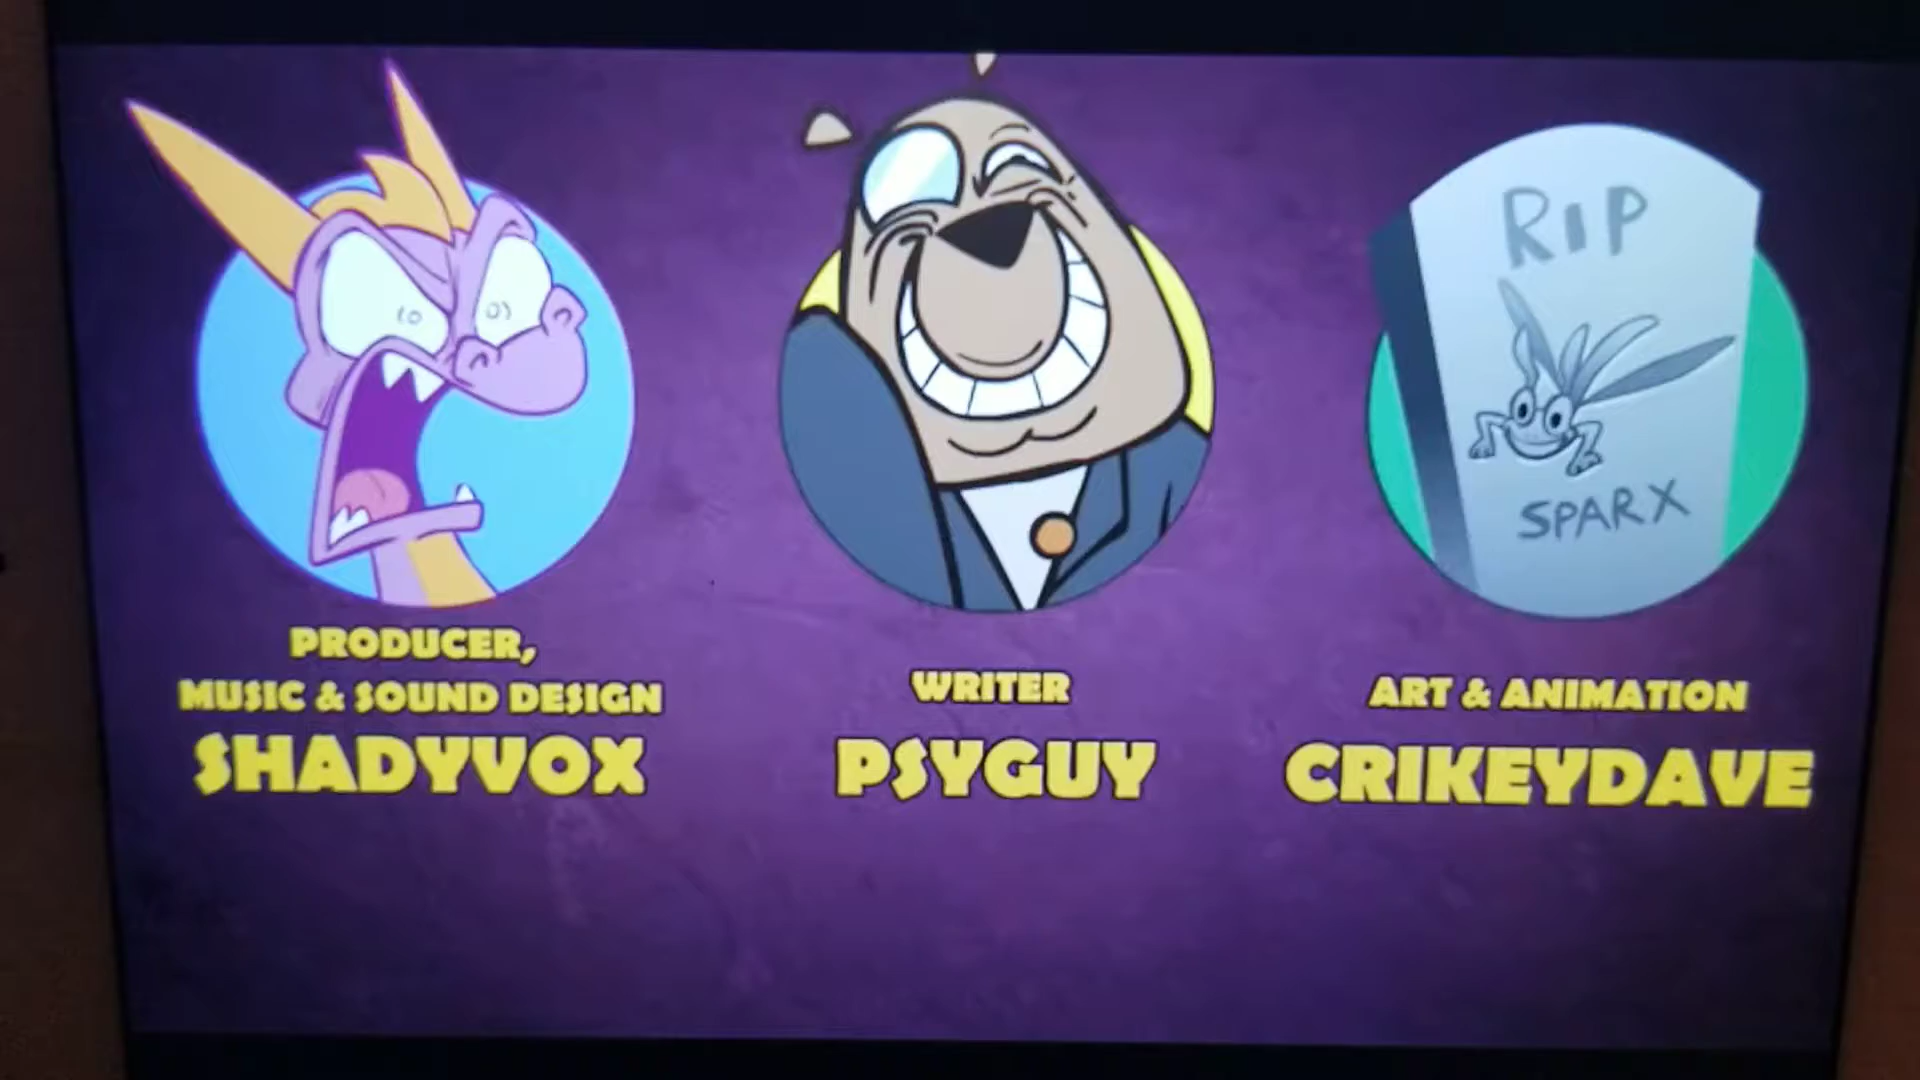 RIP
SPARX
PRODUCER,
MUSIC & SOUND DESIGN
SHADYVOX
WRITER
PSYGUY
ART & ANIMATION
CRIKEYDAVE